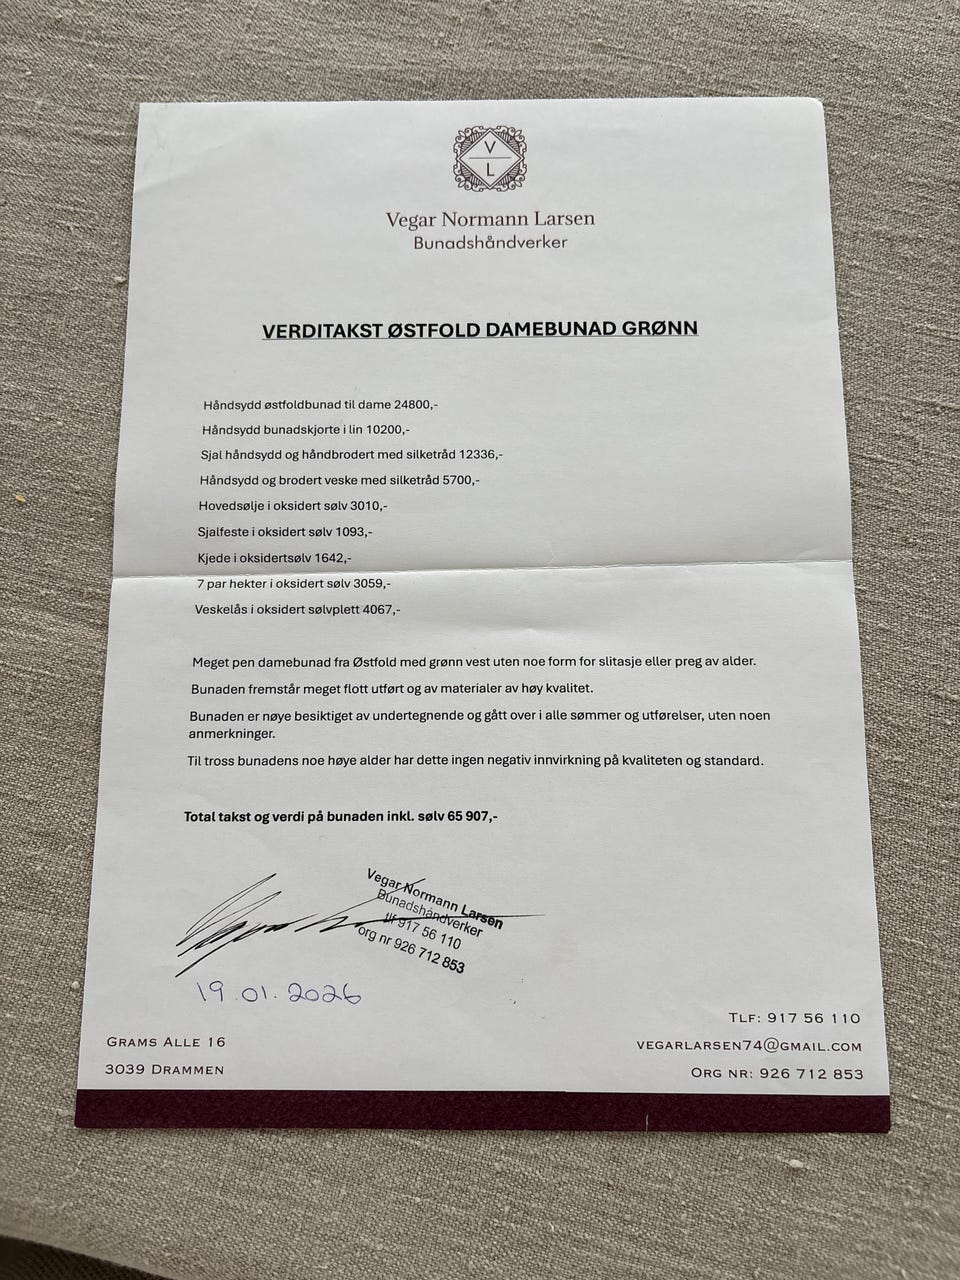 V
L
Vegar Normann Larsen
Bunadshåndverker
VERDITAKST ØSTFOLD DAMEBUNAD GRØNN
Håndsydd østfoldbunad til dame 24800,-
Håndsydd bunadskjorte i lin 10200,-
Sjal håndsydd og håndbrodert med silketråd 12336,-
Håndsydd og brodert veske med silketråd 5700,-
Hovedsølje i oksidert sølv 3010,-
Sjalfeste i oksidert sølv 1093,-
Kjede i oksidertsølv 1642,-
7 par hekter i oksidert sølv 3059,-
Veskelås i oksidert sølvplett 4067,-
Meget pen damebunad fra Østfold med grønn vest uten noe form for slitasje eller preg av alder.
Bunaden fremstår meget flott utført og av materialer av høy kvalitet.
Bunaden er nøye besiktiget av undertegnende og gått over i alle sømmer og utførelser, uten noen
anmerkninger.
Til tross bunadens noe høye alder har dette ingen negativ innvirkning på kvaliteten og standard.
Total takst og verdi på bunaden inkl. sølv 65 907,-
Vegar Normann Larsen
Bunadshåndverker
tlf 917 56 110
org nr 926 712 853
19.01.2026
GRAMS ALLE 16
3039 DRAMMEN
TLF: 917 56 110
VEGARLARSEN74@GMAIL.COM
ORG NR: 926 712 853